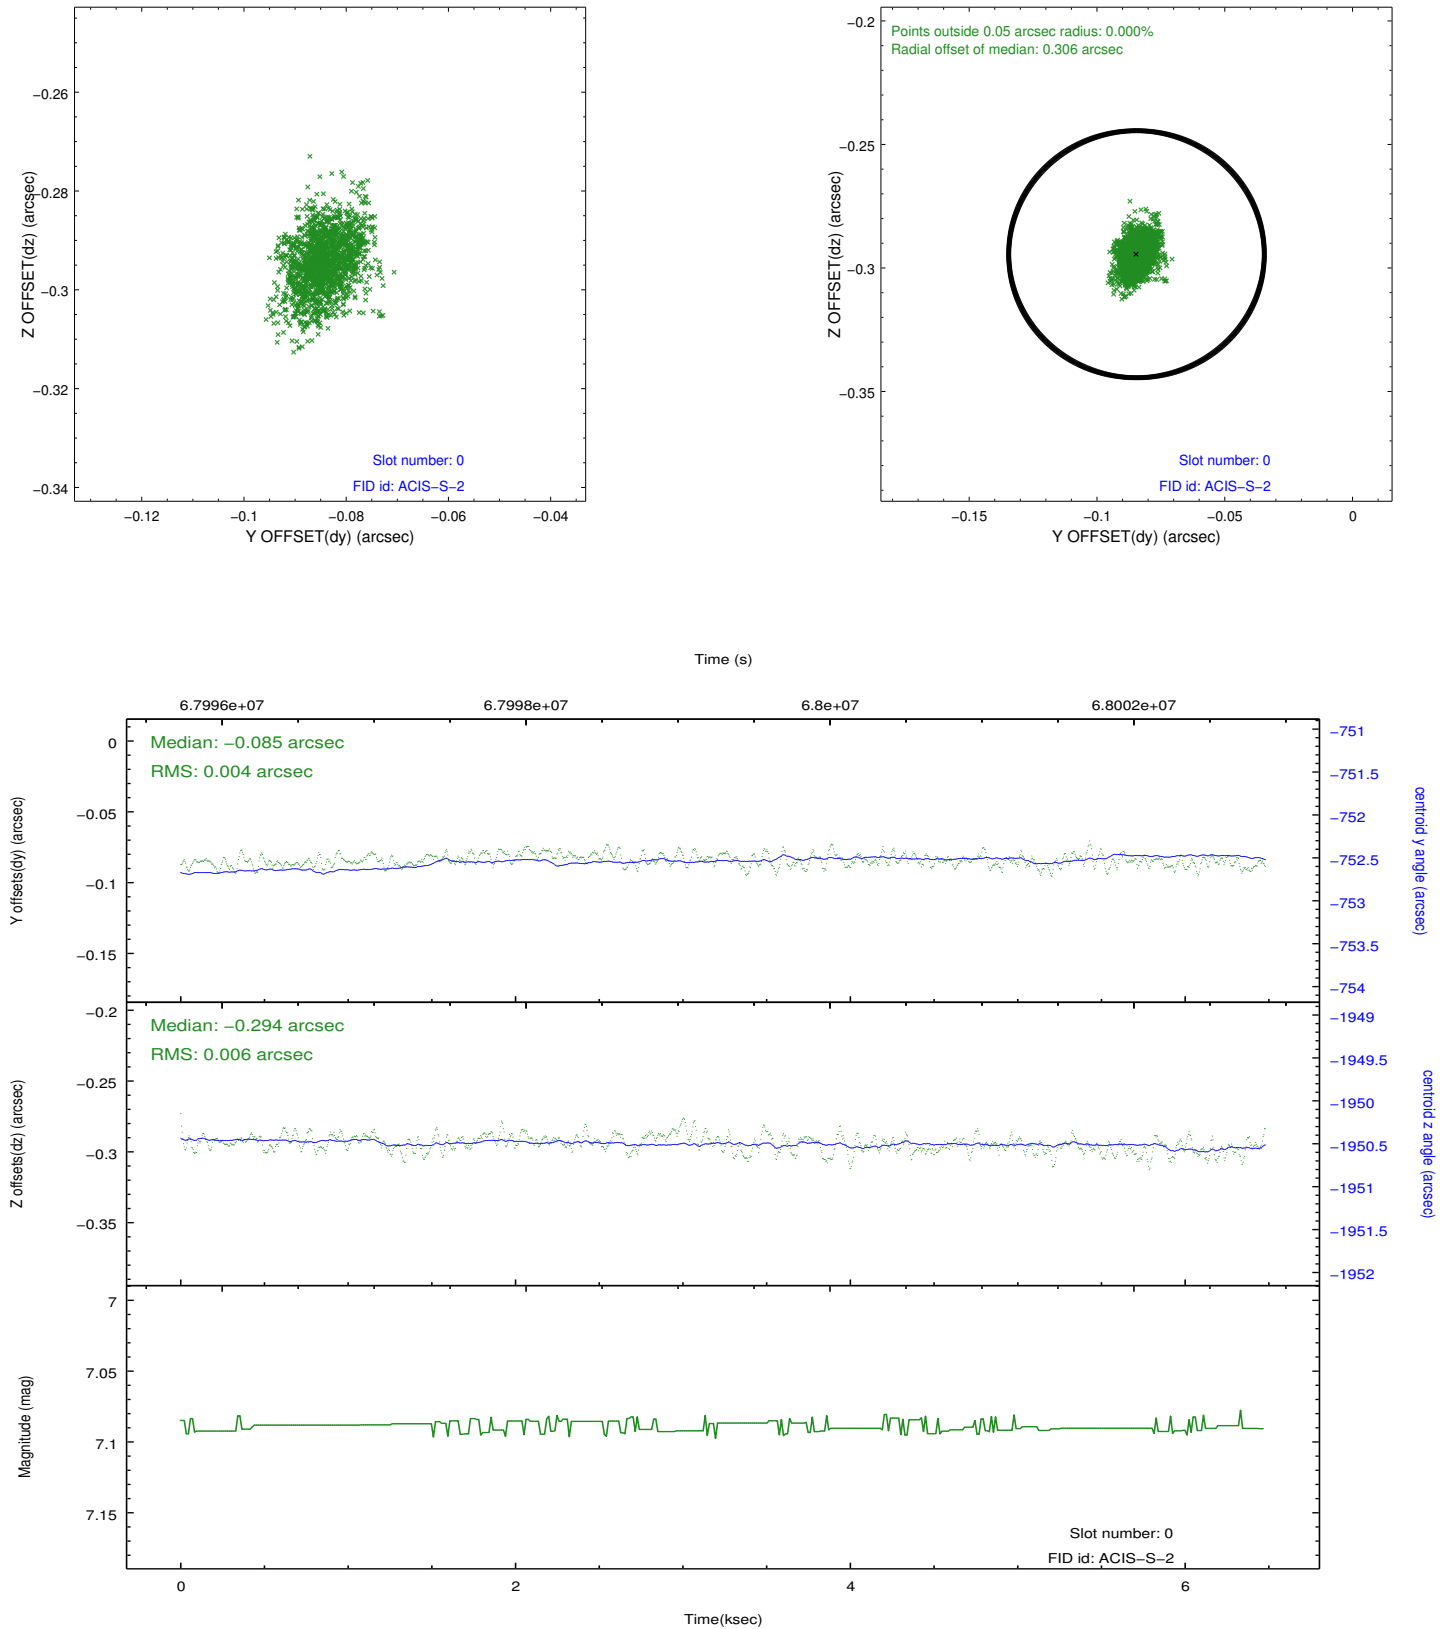 −0.26
−0.28
−0.3
−0.32
−0.34
Z OFFSET(dz) (arcsec)
Slot number: 0
FID id: ACIS−S−2
−0.12
−0.1
−0.08
−0.06
−0.04
Y OFFSET(dy) (arcsec)
Points outside 0.05 arcsec radius: 0.000%
Radial offset of median: 0.306 arcsec
−0.2
−0.25
−0.3
−0.35
Z OFFSET(dz) (arcsec)
Slot number: 0
FID id: ACIS−S−2
−0.15
−0.1
−0.05
0
Y OFFSET(dy) (arcsec)
Time (s)
6.7996e+07
6.7998e+07
6.8e+07
6.8002e+07
Median: −0.085 arcsec
RMS: 0.004 arcsec
0
−0.05
−0.1
−0.15
Y offsets(dy) (arcsec)
−751
−751.5
−752
−752.5
−753
−753.5
−754
centroid y angle (arcsec)
Median: −0.294 arcsec
RMS: 0.006 arcsec
−0.2
−0.25
−0.3
−0.35
Z offsets(dz) (arcsec)
−1949
−1949.5
−1950
−1950.5
−1951
−1951.5
−1952
centroid z angle (arcsec)
7
7.05
7.1
7.15
Magnitude (mag)
Slot number: 0
FID id: ACIS−S−2
0
2
4
6
Time(ksec)